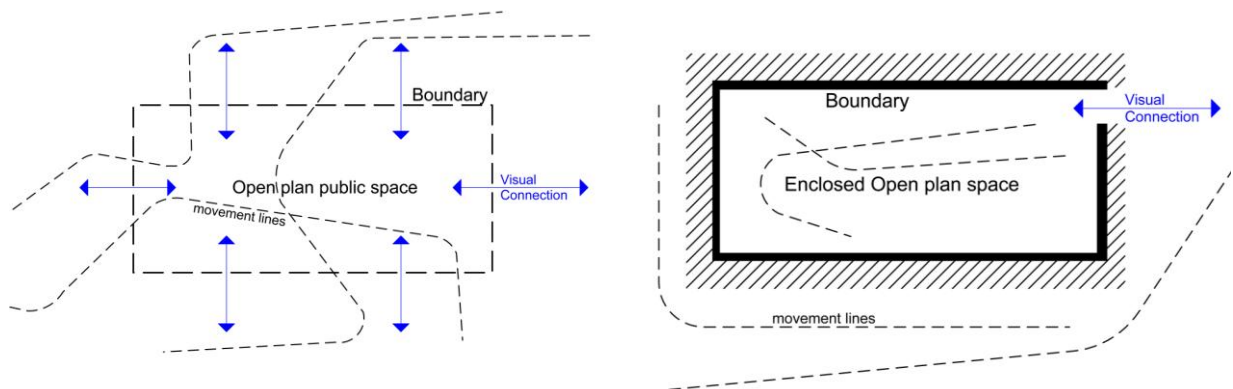 Boundary
Open plan public space
Visual
Connection
movement lines
Boundary
Visual
Connection
Enclosed Open plan space
movement lines